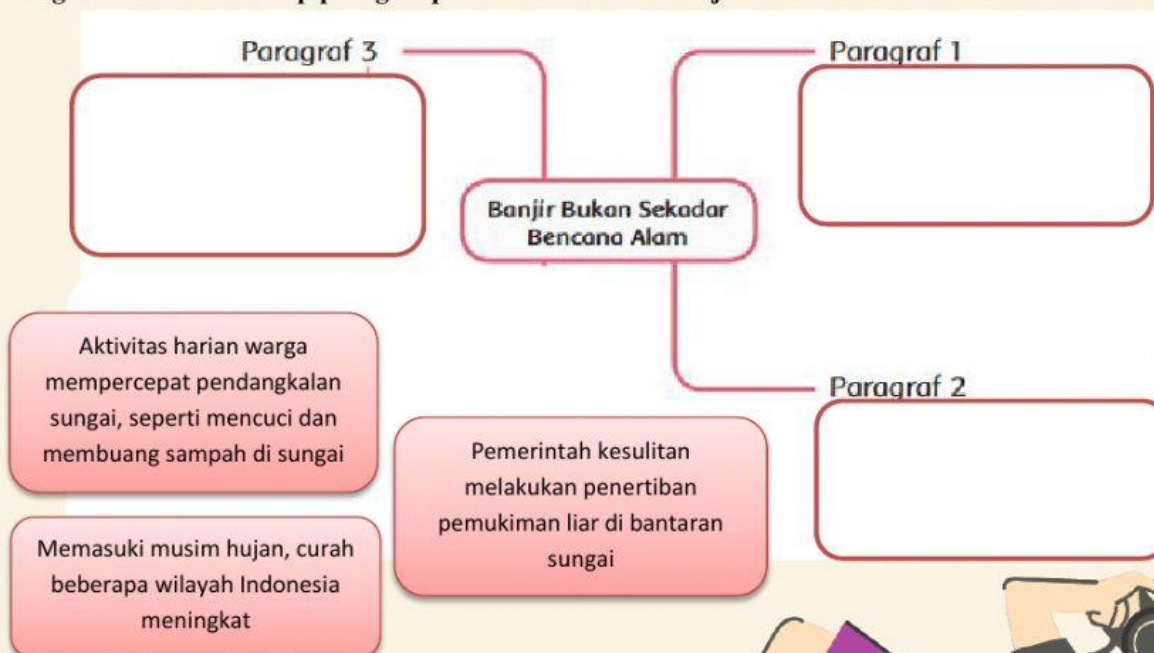 Paragraf 3
Paragraf 1
Banjir Bukan Sekadar
Bencana Alam
Aktivitas harian warga
mempercepat pendangkalan
sungai, seperti mencuci dan
membuang sampah di sungai
Paragraf 2
Pemerintah kesulitan
melakukan penertiban
pemukiman liar di bantaran
sungai
Memasuki musim hujan, curah
beberapa wilayah Indonesia
meningkat